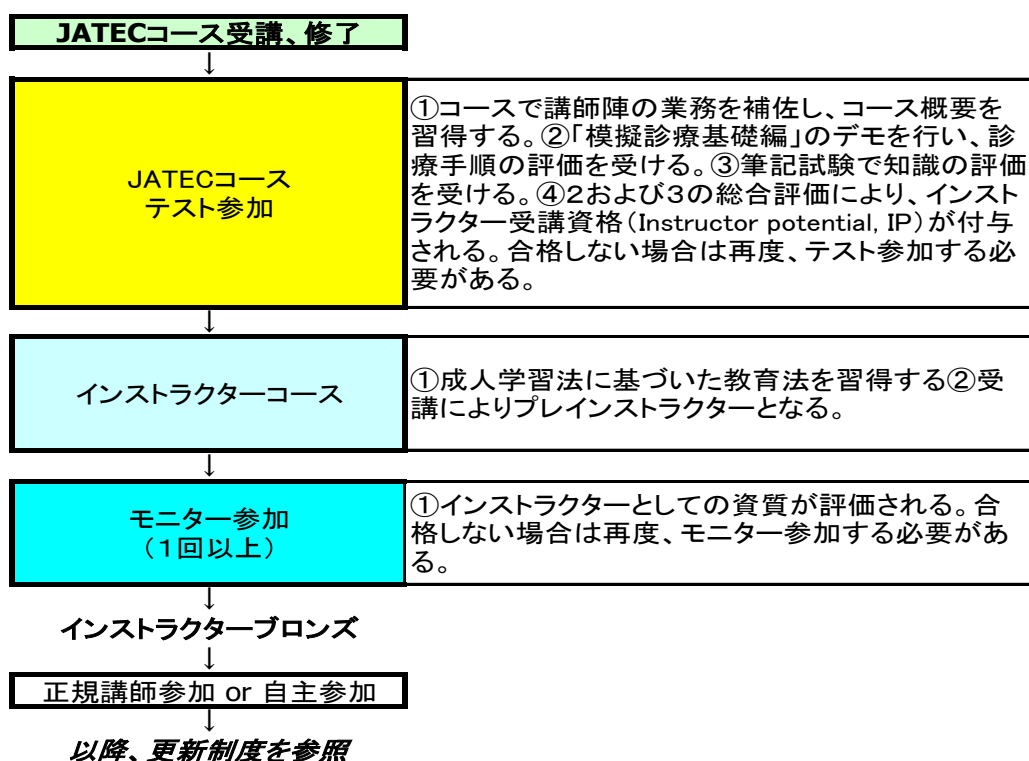 JATECコース受講、修了
↓
JATECコース
テスト参加
①コースで講師陣の業務を補佐し、コース概要を
習得する。②「模擬診療基礎編」のデモを行い、診
療手順の評価を受ける。③筆記試験で知識の評価
を受ける。④2および3の総合評価により、インスト
ラクター受講資格(Instructor potential, IP)が付与
される。合格しない場合は再度、テスト参加する必
要がある。
↓
インストラクターコース
①成人学習法に基づいた教育法を習得する②受
講によりプレインストラクターとなる。
↓
モニター参加
(1回以上)
①インストラクターとしての資質が評価される。合
格しない場合は再度、モニター参加する必要があ
る。
↓
インストラクターブロンズ
↓
正規講師参加 or 自主参加
↓
以降、更新制度を参照